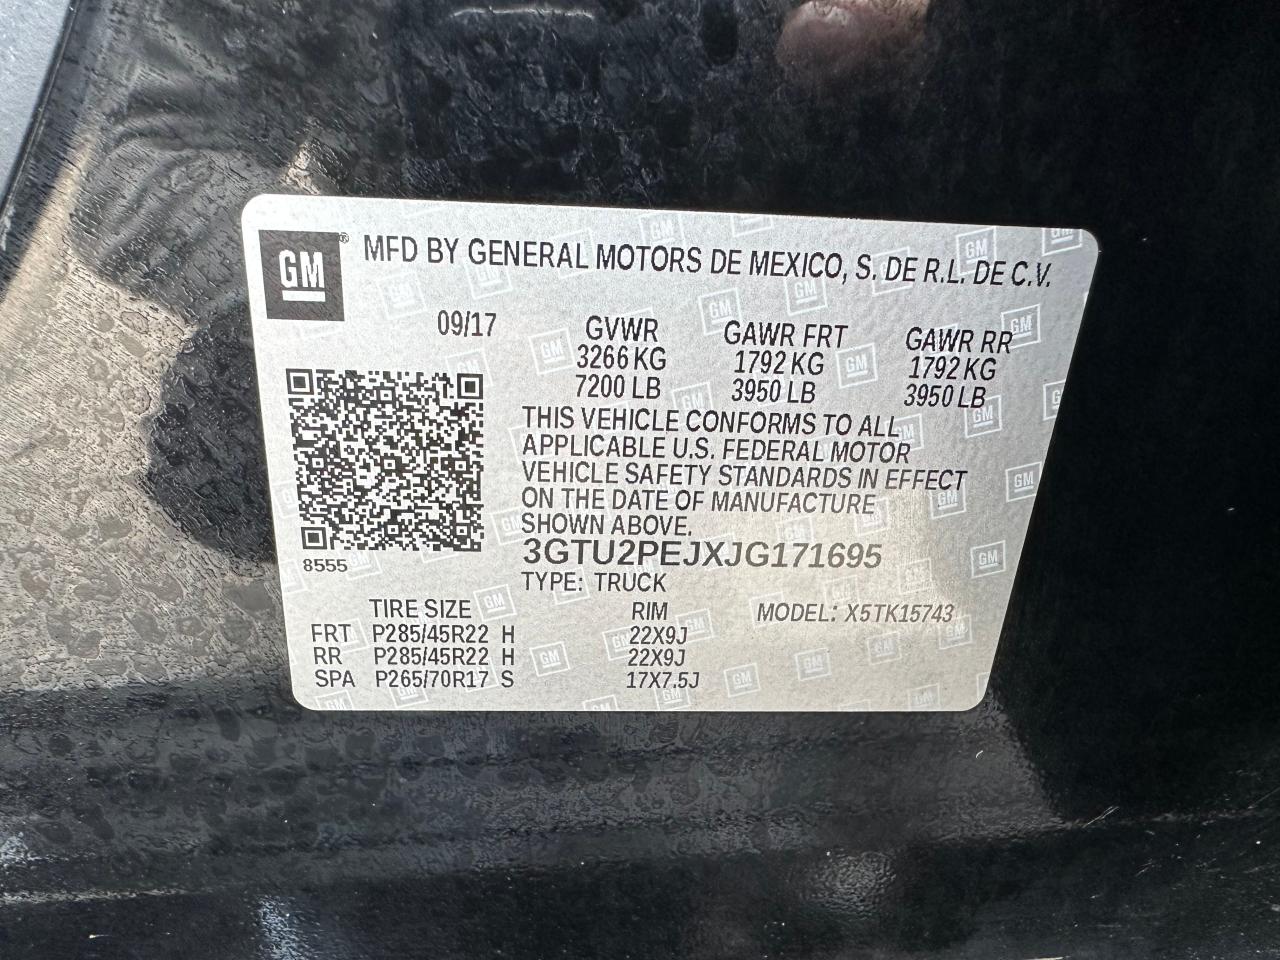 GM® MFD BY GENERAL MOTORS DE MEXICO, S. DE R.L. DE C.V.
09/17 GVWR GAWR FRT GAWR RR
3266 KG 1792 KG 1792 KG
7200 LB 3950 LB 3950 LB
THIS VEHICLE CONFORMS TO ALL
APPLICABLE U.S. FEDERAL MOTOR
VEHICLE SAFETY STANDARDS IN EFFECT
ON THE DATE OF MANUFACTURE
SHOWN ABOVE.
3GTU2PEJXJG171695
8555
TYPE: TRUCK
TIRE SIZE RIM MODEL: X5TK15743
FRT P285/45R22 H 22X9J
RR P285/45R22 H 22X9J
SPA P265/70R17 S 17X7.5J